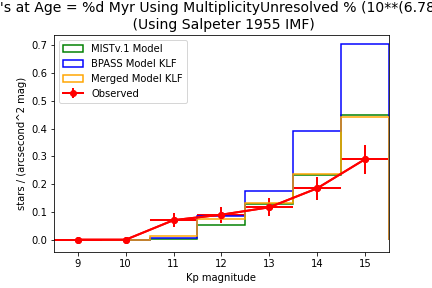 's at Age = %d Myr Using MultiplicityUnresolved % (10**(6.78
(Using Salpeter 1955 IMF)
MISTv.1 Model
BPASS Model KLF
Merged Model KLF
Observed
stars / (arcsecond^2 mag)
0.7
0.6
0.5
0.4
0.3
0.2
0.1
0.0
9 10 11 12 13 14 15
Kp magnitude